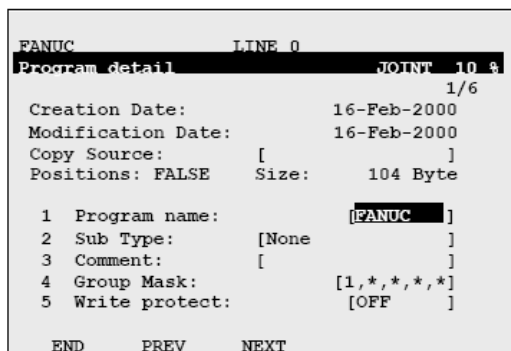 FANUC LINE 0
Program detail JOINT 10 %
1/6
Creation Date: 16-Feb-2000
Modification Date: 16-Feb-2000
Copy Source: [ ]
Positions: FALSE Size: 104 Byte
1 Program name: [FANUC ]
2 Sub Type: [None ]
3 Comment: [ ]
4 Group Mask: [1,*,*,*,*]
5 Write protect: [OFF ]
END PREV NEXT